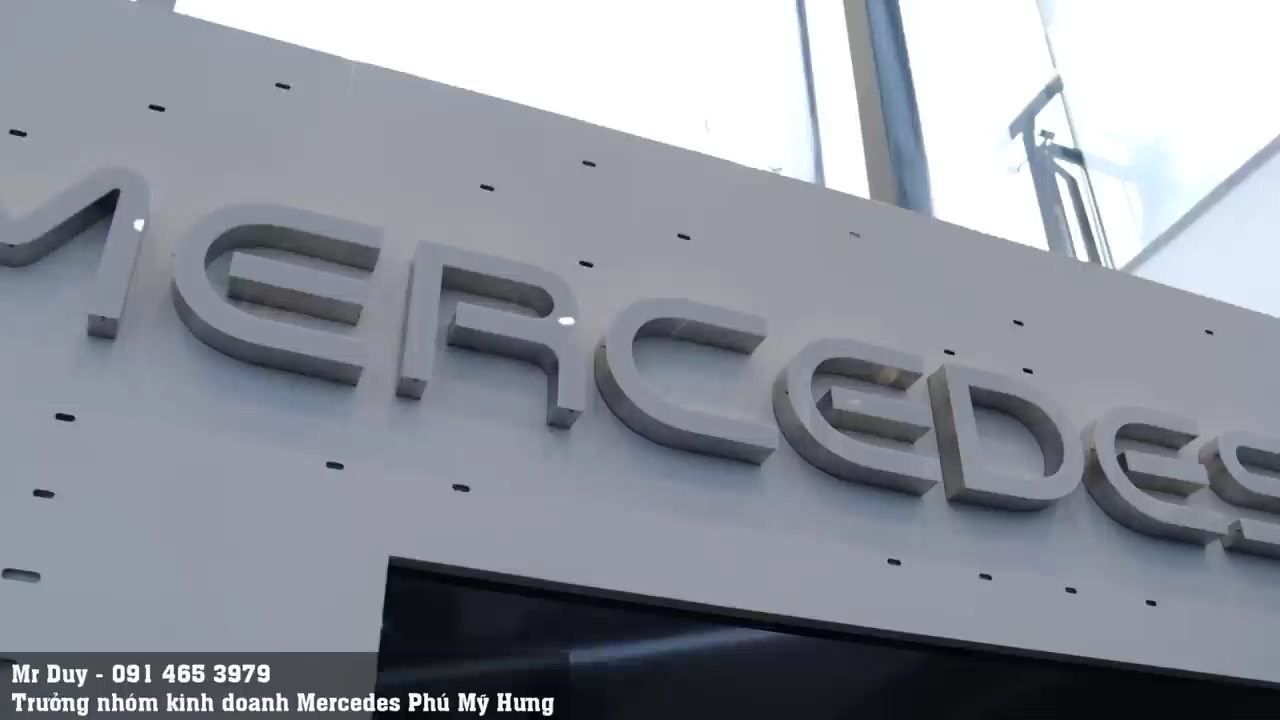 MERCEDES
Mr Duy - 091 465 3979
Trưởng nhóm kinh doanh Mercedes Phú Mỹ Hưng